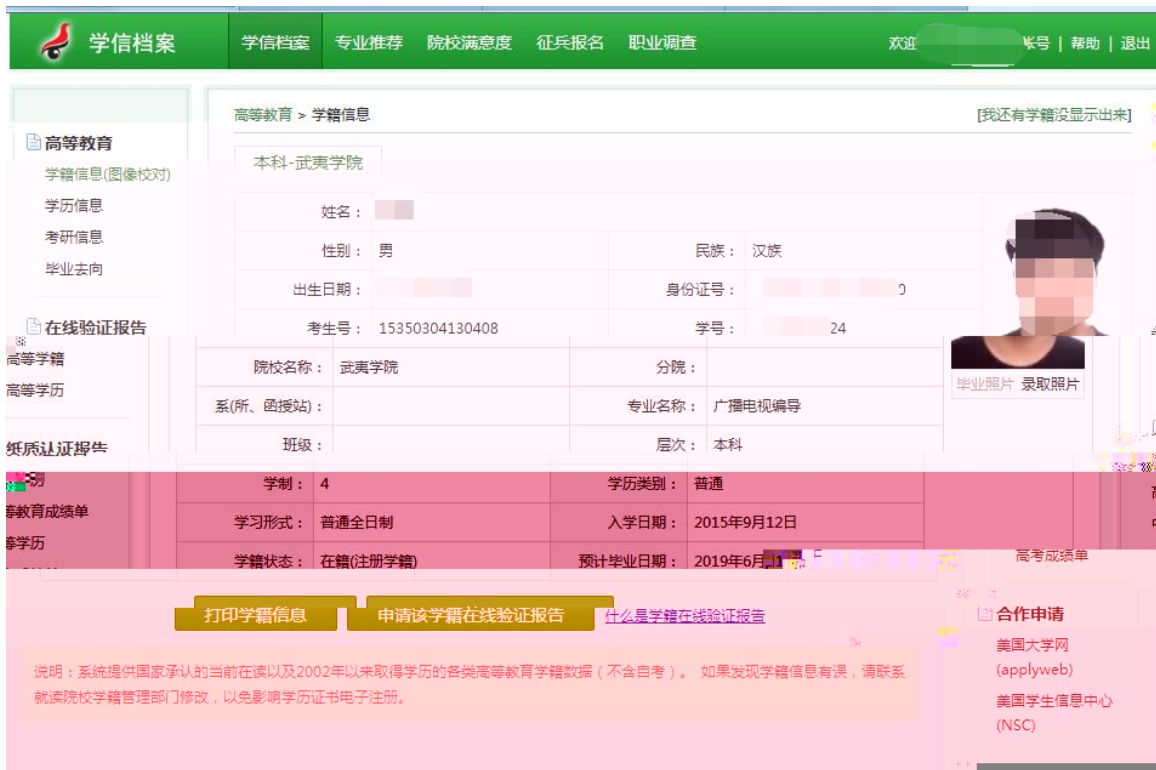 学信档案 学信档案 专业推荐 院校满意度 征兵报名 职业调查 欢迎 账号 | 帮助 | 退出
高等教育 > 学籍信息 [我还有学籍没显示出来]
高等教育
学籍信息(图像校对)
学历信息
考研信息
毕业去向
在线验证报告
高等学籍
高等学历
纸质认证报告
等教育成绩单
等学历
本科-武夷学院
姓名：
性别： 男 民族： 汉族
出生日期： 身份证号： 0
考生号： 15350304130408 学号： 24
院校名称： 武夷学院 分院：
系(所、函授站)： 专业名称： 广播电视编导
班级： 层次： 本科
学制： 4 学历类别： 普通
学习形式： 普通全日制 入学日期： 2015年9月12日
学籍状态： 在籍(注册学籍) 预计毕业日期： 2019年6月
毕业照片 录取照片
打印学籍信息 申请该学籍在线验证报告 什么是学籍在线验证报告
说明：系统提供国家承认的当前在读以及2002年以来取得学历的各类高等教育学籍数据（不含自考）。 如果发现学籍信息有误，请联系
就读院校学籍管理部门修改，以免影响学历证书电子注册。
高考成绩单
合作申请
美国大学网
(applyweb)
美国学生信息中心
(NSC)